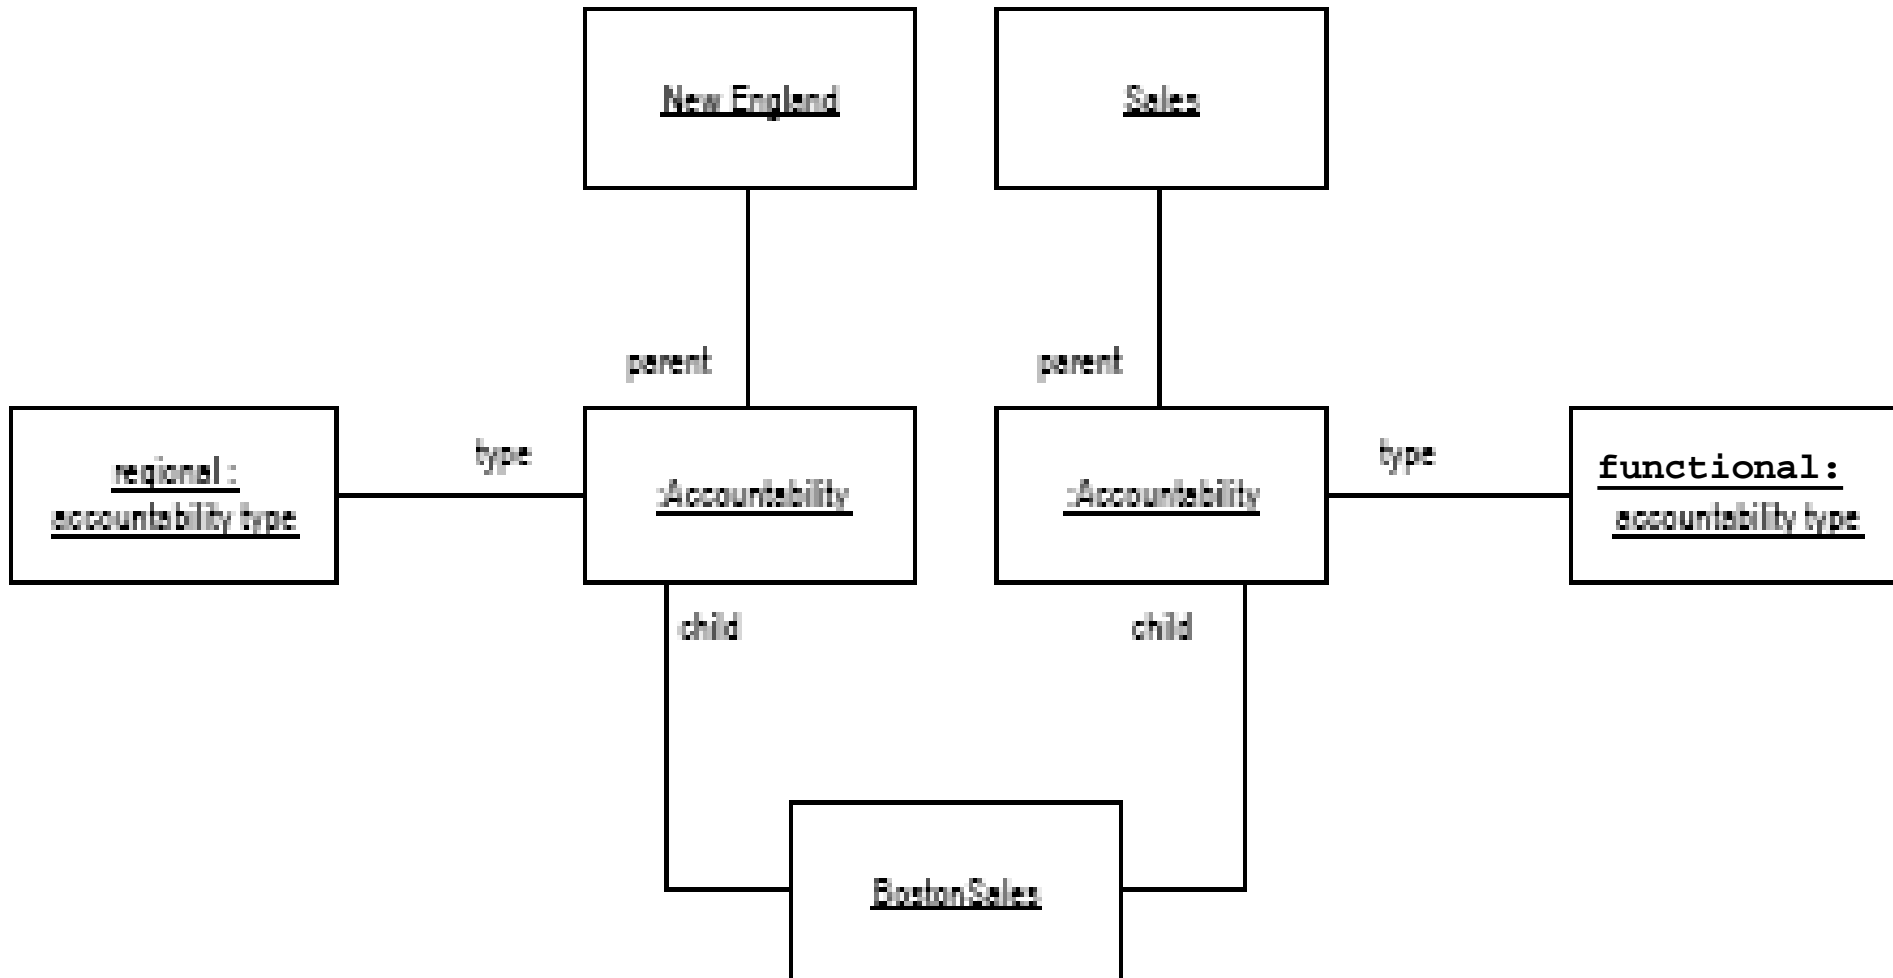 New England
Sales
parent
parent
regional :
accountability type
type
:Accountability
:Accountability
type
functional:
accountability type
child
child
BostonSales